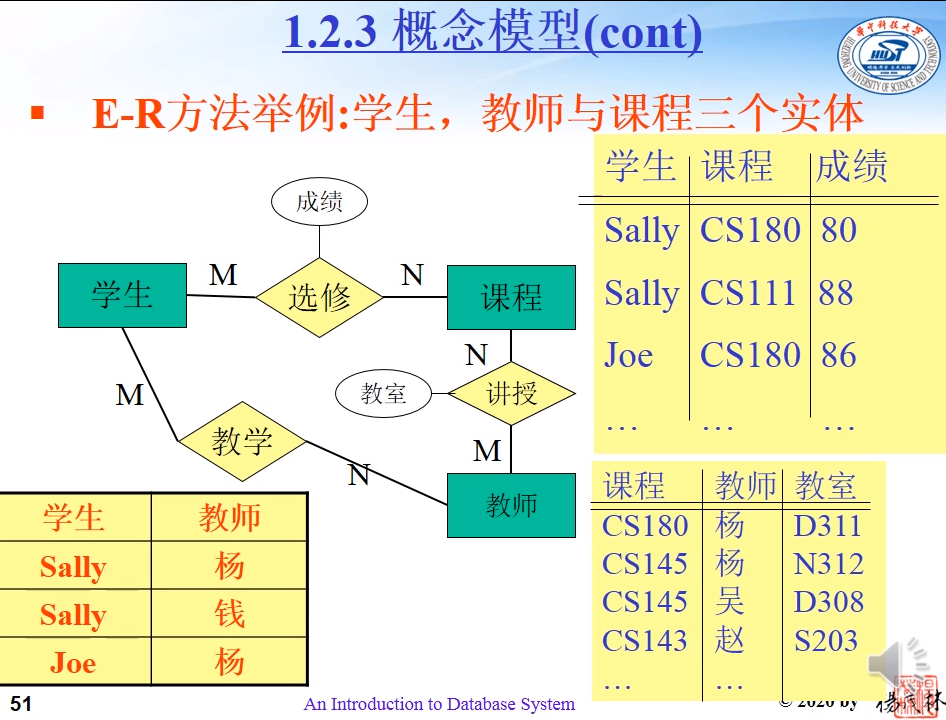 1.2.3 概念模型(cont)
E-R方法举例:学生，教师与课程三个实体
学生 课程 成绩
Sally CS180 80
Sally CS111 88
Joe CS180 86
… … …
成绩
学生 M 选修 N 课程
N
教室 讲授
M
M
教学
N
教师
学生 教师
Sally 杨
Sally 钱
Joe 杨
课程 教师 教室
CS180 杨 D311
CS145 杨 N312
CS145 吴 D308
CS143 赵 S203
… …
51
An Introduction to Database System
© 2020 by